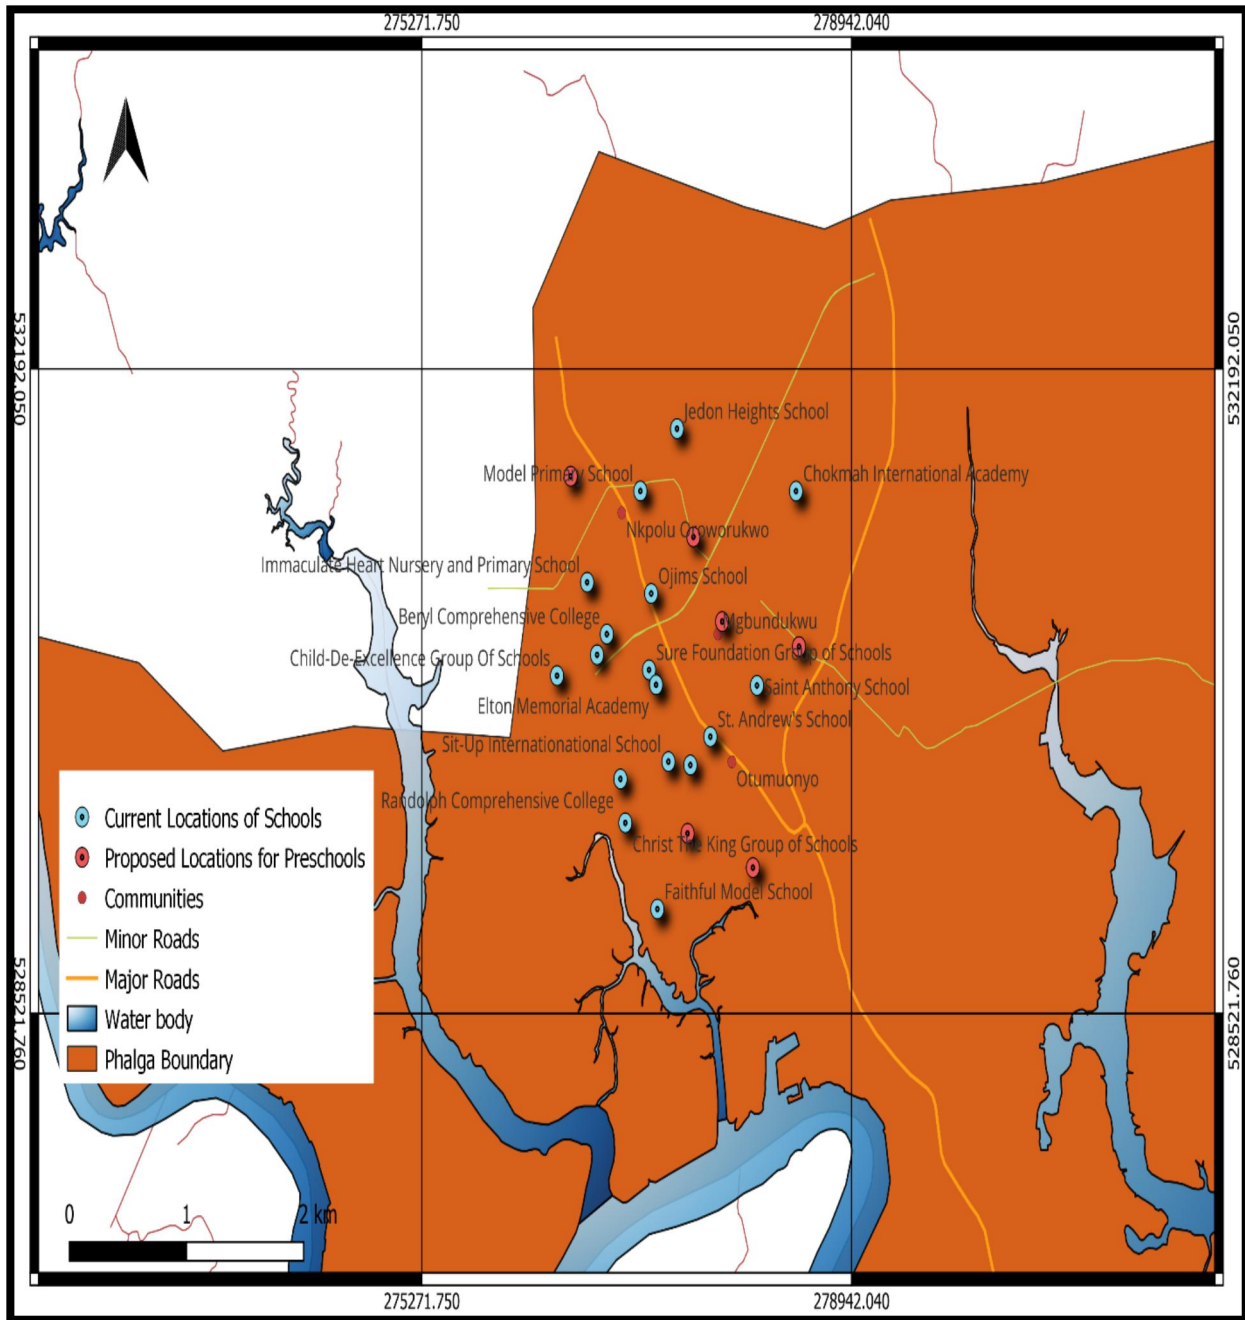 275271.750
278942.040
532192.050
532192.050
Jedon Heights School
Model Primary School
Chokmah International Academy
Nkpolu Oroworukwo
Immaculate Heart Nursery and Primary School
Ojims School
Beryl Comprehensive College
Mgbundukwu
Child-De-Excellence Group Of Schools
Sure Foundation Group of Schools
Saint Anthony School
Elton Memorial Academy
St. Andrew's School
Sit-Up Internationational School
Otumuonyo
Randolph Comprehensive College
Christ The King Group of Schools
Faithful Model School
Current Locations of Schools
Proposed Locations for Preschools
Communities
Minor Roads
Major Roads
Water body
Phalga Boundary
528521.760
528521.760
0 1 2 km
275271.750
278942.040